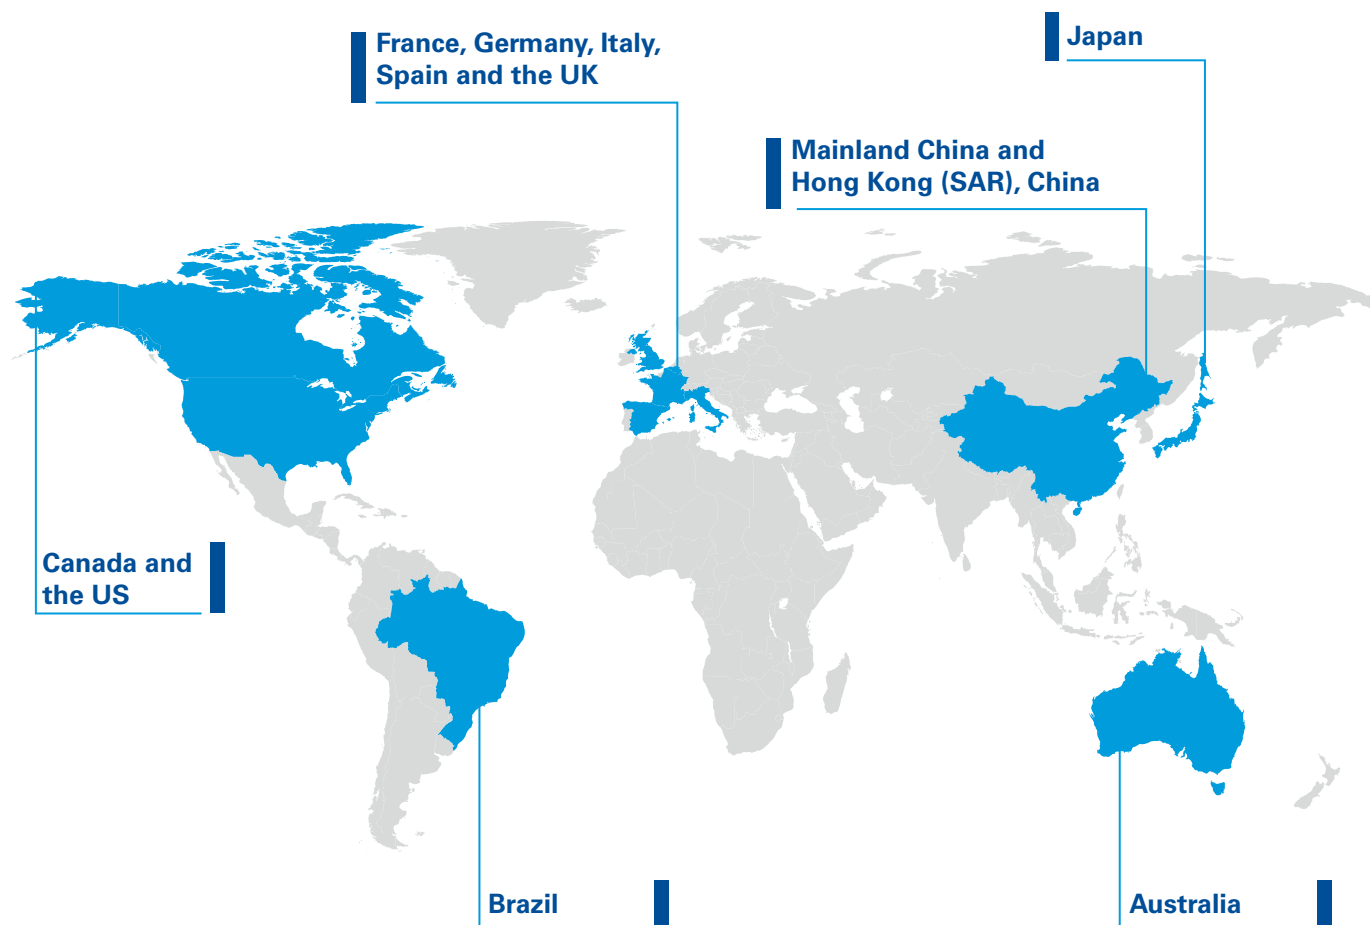 France, Germany, Italy,
Spain and the UK
Japan
Mainland China and
Hong Kong (SAR), China
Canada and
the US
Brazil
Australia